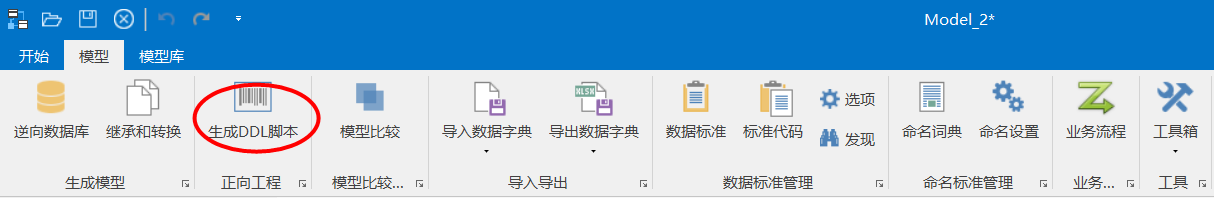 Model_2*
开始 模型 模型库
逆向数据库 继承和转换 生成DDL脚本 模型比较 导入数据字典 XLSX 导出数据字典 数据标准 标准代码 选项 命名词典 命名设置 业务流程 工具箱
发现
生成模型 正向工程 模型比较... 导入导出 数据标准管理 命名标准管理 业务... 工具